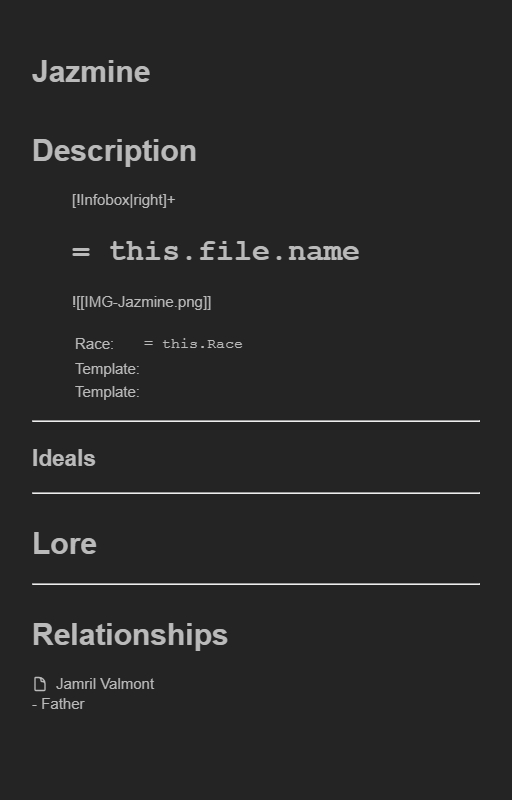 Jazmine
Description
[!Infobox|right]+
= this.file.name
![[IMG-Jazmine.png]]
Race: = this.Race
Template:
Template:
Ideals
Lore
Relationships
Jamril Valmont
- Father